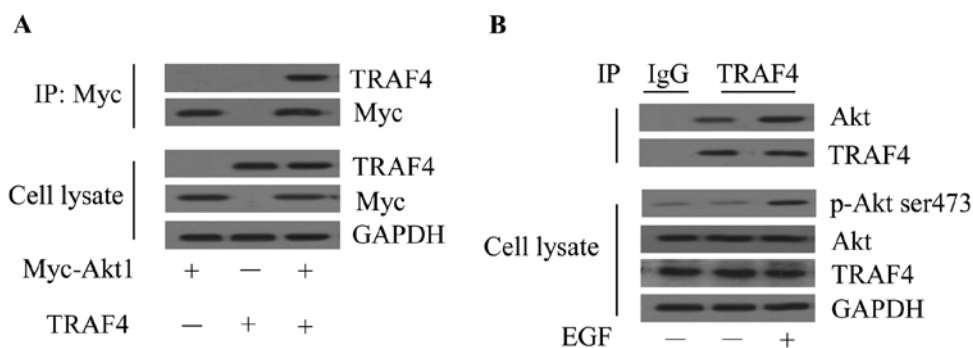 A
IP: Myc
TRAF4
Myc
Cell lysate
TRAF4
Myc
GAPDH
Myc-Akt1 + — +
TRAF4 — + +
B
IP IgG TRAF4
Akt
TRAF4
Cell lysate
p-Akt ser473
Akt
TRAF4
GAPDH
EGF — — +